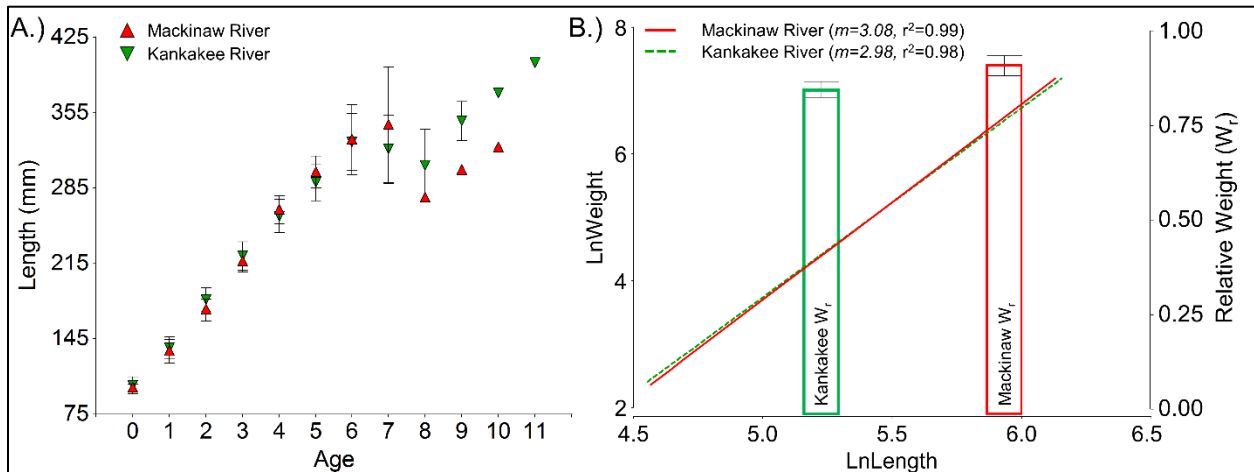 A.)
Mackinaw River
Kankakee River
Length (mm)
425
355
285
215
145
75
0 1 2 3 4 5 6 7 8 9 10 11
Age
B.)
Mackinaw River (m=3.08, r²=0.99)
Kankakee River (m=2.98, r²=0.98)
LnWeight
8
6
4
2
Kankakee Wr
Mackinaw Wr
4.5 5.0 5.5 6.0 6.5
LnLength
1.00
0.75
0.50
0.25
0.00
Relative Weight (Wr)